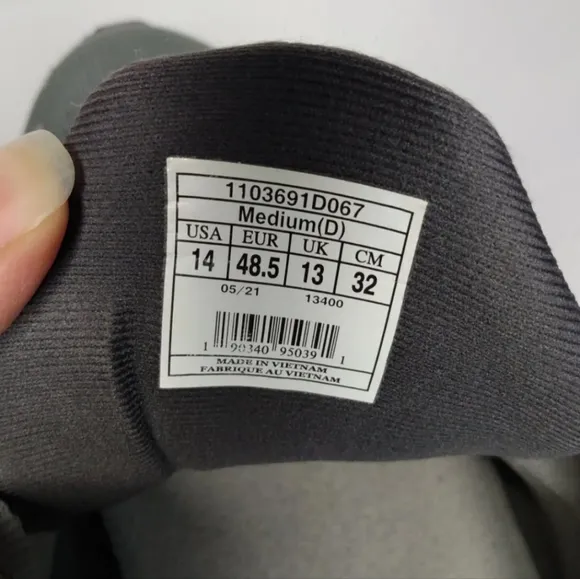 1103691D067
Medium(D)
USA EUR UK CM
14 48.5 13 32
05/21 13400
1 90340 95039 1
MADE IN VIETNAM
FABRIQUE AU VIETNAM